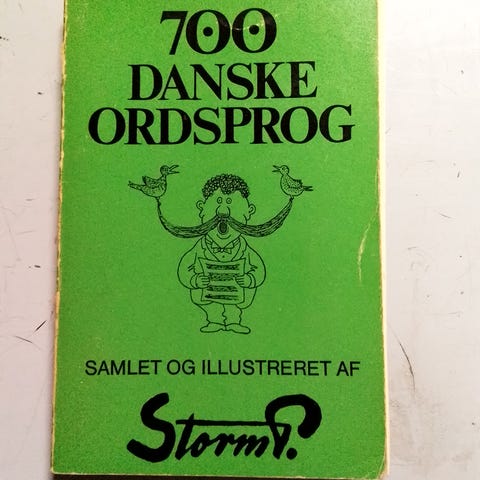 700
DANSKE
ORDSPROG
SAMLET OG ILLUSTRERET AF
Storm P.